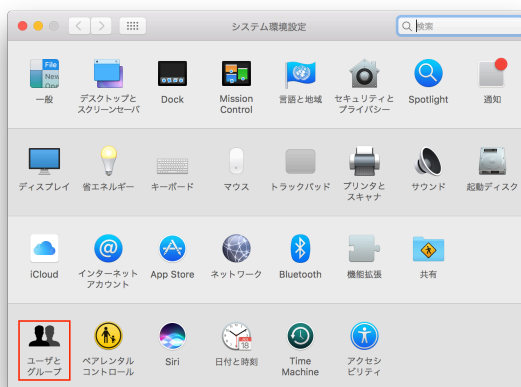 システム環境設定
検索
File
New
一般
デスクトップと
スクリーンセーバ
Dock
Mission
Control
言語と地域
セキュリティと
プライバシー
Spotlight
通知
ディスプレイ
省エネルギー
キーボード
マウス
トラックパッド
プリンタと
スキャナ
サウンド
起動ディスク
iCloud
インターネット
アカウント
App Store
ネットワーク
Bluetooth
機能拡張
共有
ユーザと
グループ
ペアレンタル
コントロール
Siri
18
日付と時刻
Time
Machine
アクセシ
ビリティ